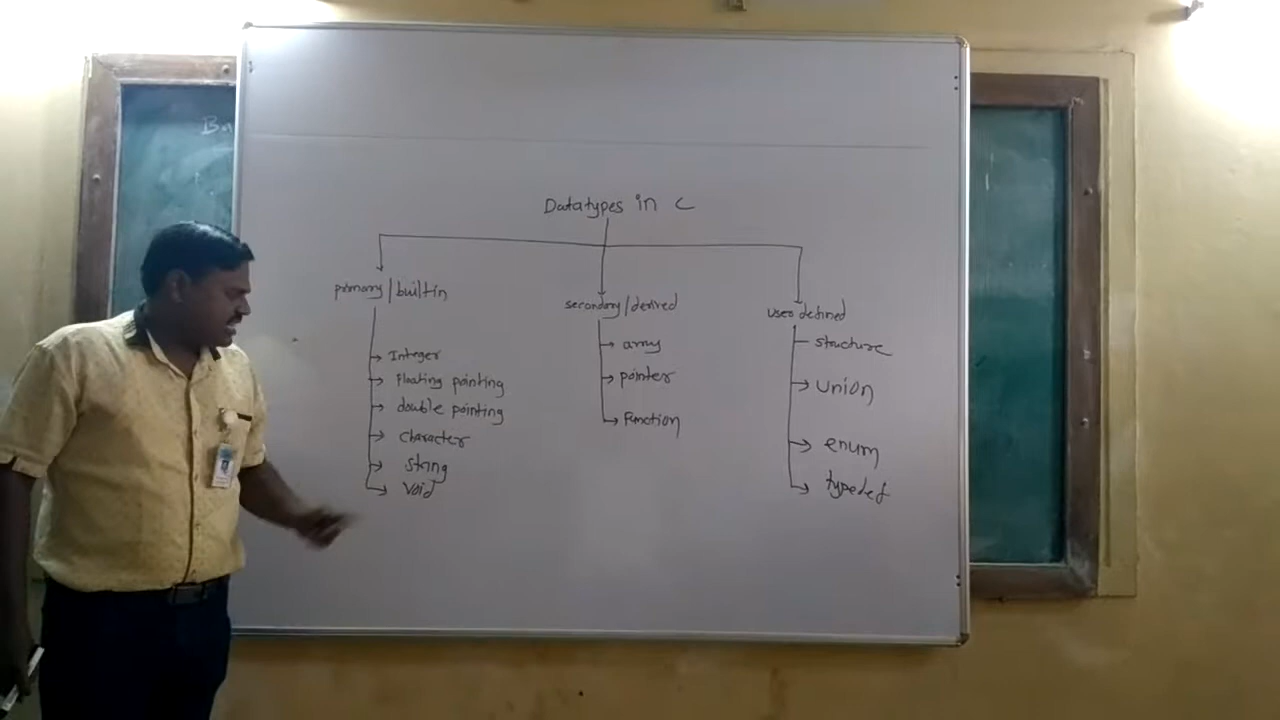 Datatypes in C
primary/builtin
Integer
Floating pointing
double pointing
character
string
void
secondary/derived
array
pointer
Function
user defined
structure
union
enum
typedef